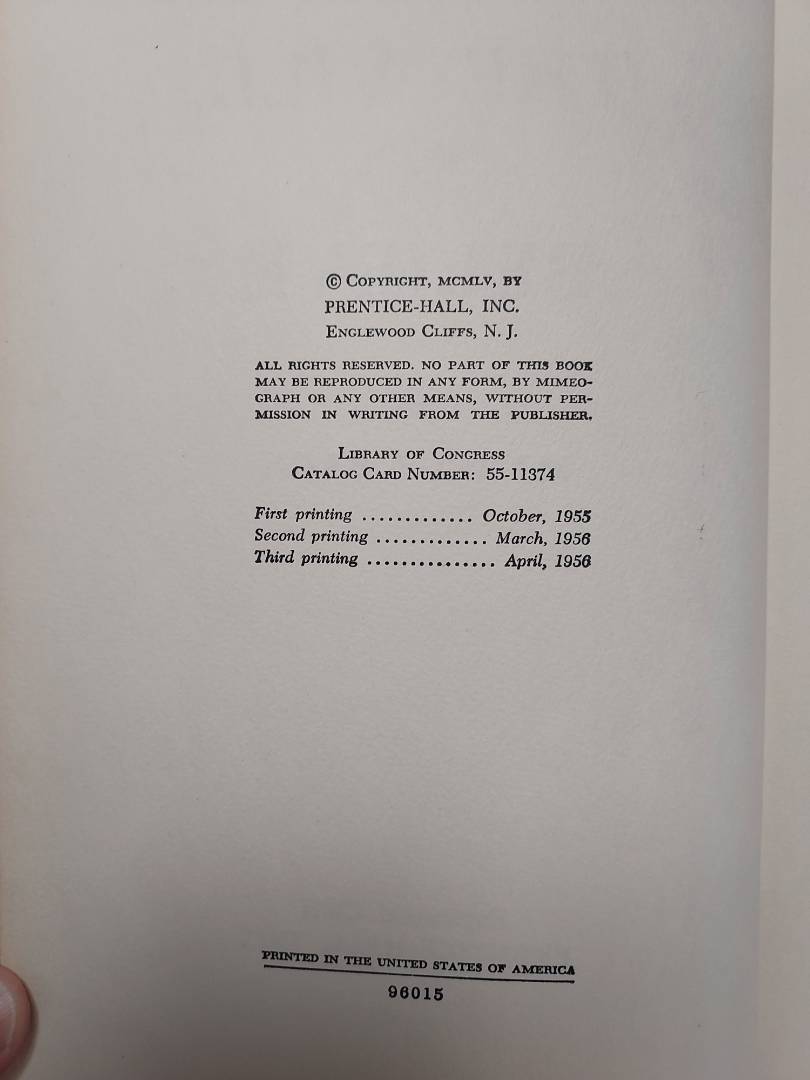 © Copyright, MCMLV, by
PRENTICE-HALL, INC.
Englewood Cliffs, N. J.
ALL RIGHTS RESERVED. NO PART OF THIS BOOK
MAY BE REPRODUCED IN ANY FORM, BY MIMEO-
GRAPH OR ANY OTHER MEANS, WITHOUT PER-
MISSION IN WRITING FROM THE PUBLISHER.
Library of Congress
Catalog Card Number: 55-11374
First printing ............. October, 1955
Second printing ............. March, 1956
Third printing ............... April, 1956
PRINTED IN THE UNITED STATES OF AMERICA
96015